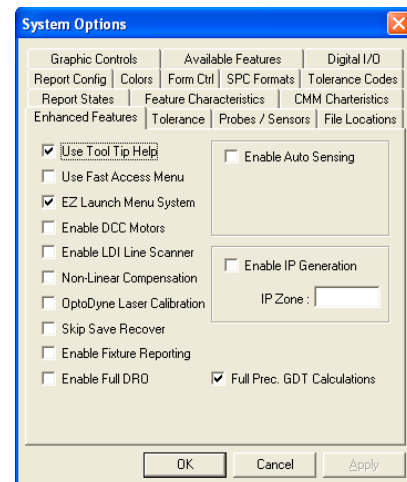 System Options
Graphic Controls Available Features Digital I/O
Report Config Colors Form Ctrl SPC Formats Tolerance Codes
Report States Feature Characteristics CMM Charteristics
Enhanced Features Tolerance Probes / Sensors File Locations
Use Tool Tip Help
Enable Auto Sensing
Use Fast Access Menu
EZ Launch Menu System
Enable DCC Motors
Enable LDI Line Scanner
Enable IP Generation
Non-Linear Compensation
OptoDyne Laser Calibration
IP Zone :
Skip Save Recover
Enable Fixture Reporting
Enable Full DRO
Full Prec. GDT Calculations
OK Cancel Apply